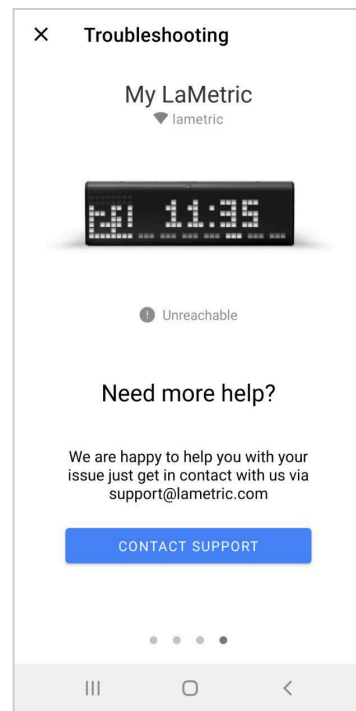 Troubleshooting
My LaMetric
lametric
11:35
Unreachable
Need more help?
We are happy to help you with your
issue just get in contact with us via
support@lametric.com
CONTACT SUPPORT